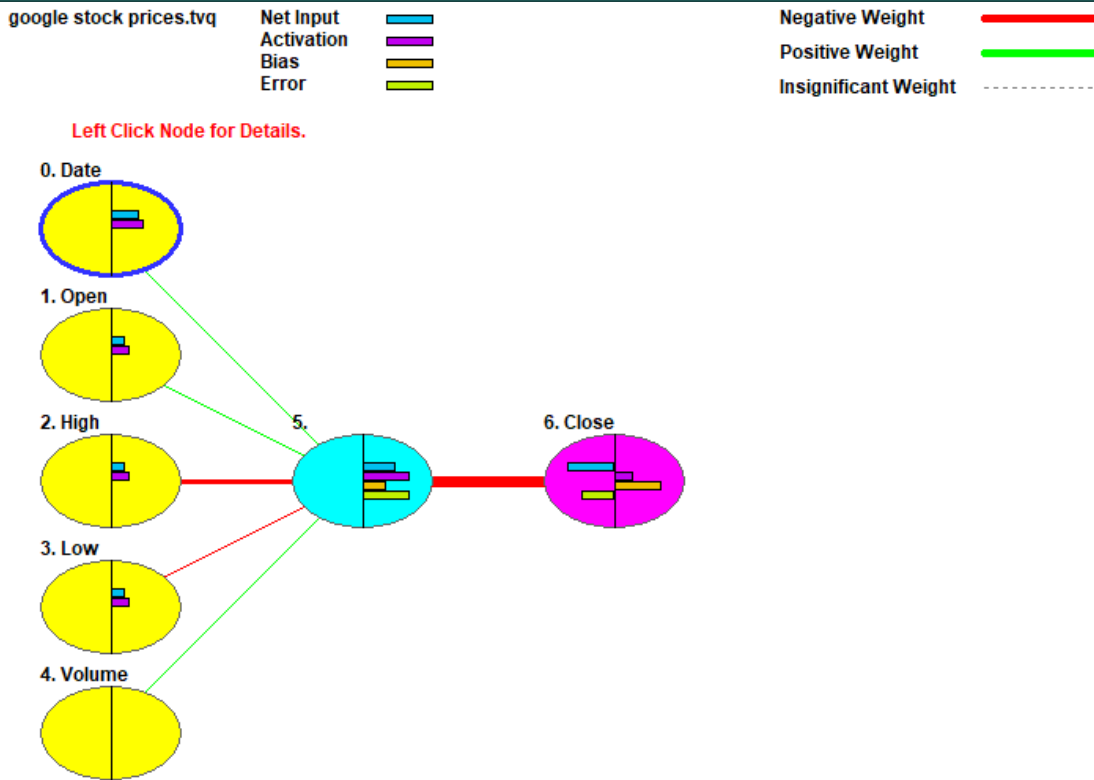 google stock prices.tvq
Net Input
Activation
Bias
Error
Negative Weight
Positive Weight
Insignificant Weight
Left Click Node for Details.
0. Date
1. Open
2. High
5.
6. Close
3. Low
4. Volume